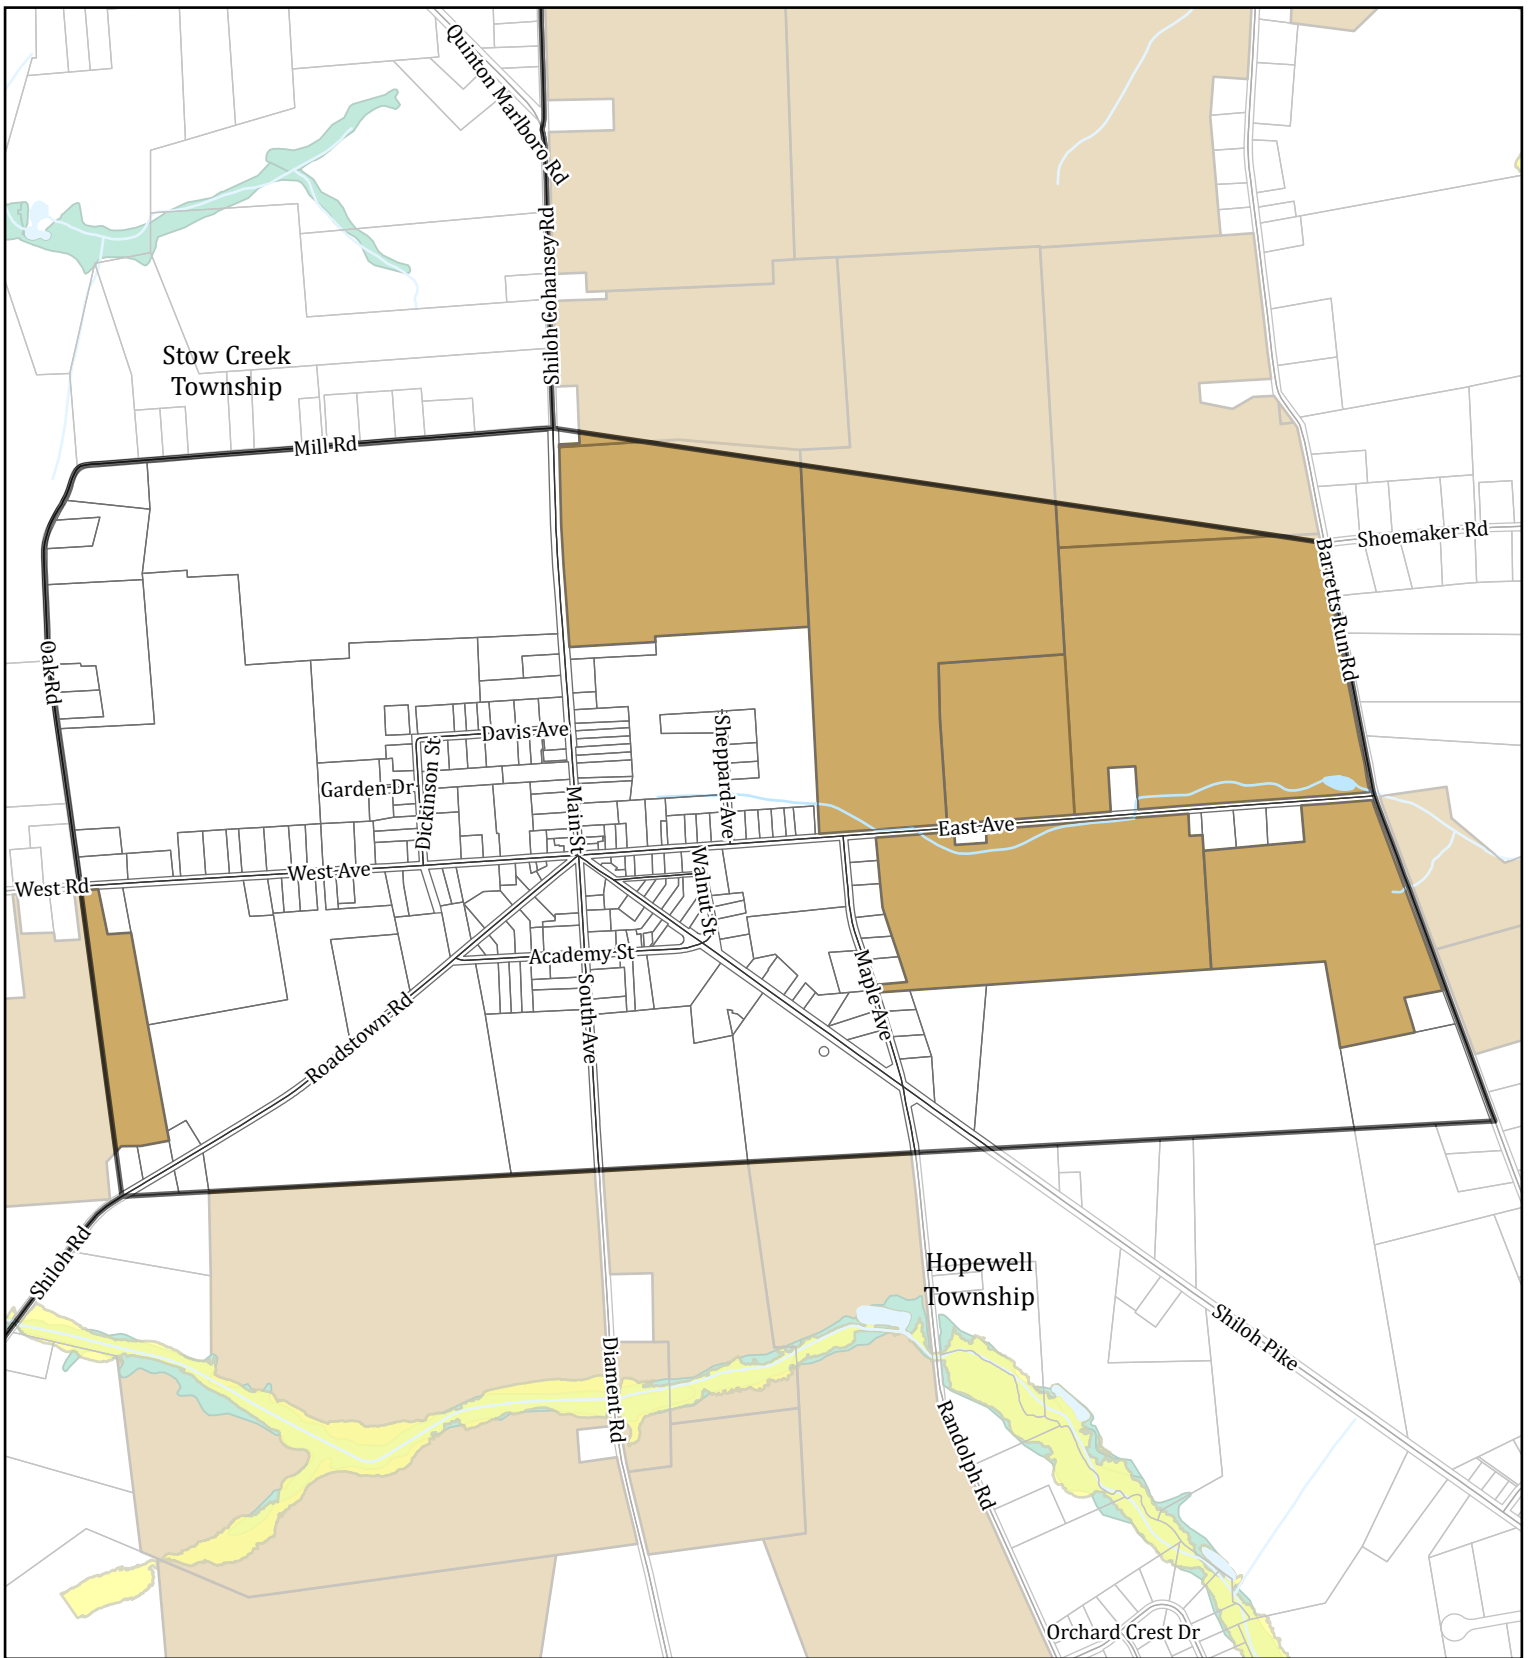 Quinton Marlboro Rd
Shiloh Cohansey Rd
Stow Creek
Township
Mill Rd
Shoemaker Rd
Barretts Run Rd
Oak Rd
Davis Ave
Sheppard Ave
Garden Dr
Dickinson St
Main St
East Ave
West Ave
West Rd
Walnut St
Academy St
Maple Ave
South Ave
Roadstown Rd
Shiloh Rd
Hopewell
Township
Shiloh Pike
Diament Rd
Randolph Rd
Orchard Crest Dr